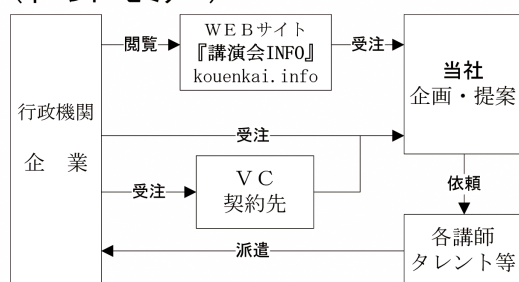 閲覧
ＷＥＢサイト
『講演会INFO』
kouenkai.info
受注
当社
企画・提案
行政機関
企　業
受注
受注
ＶＣ
契約先
依頼
派遣
各講師
タレント等